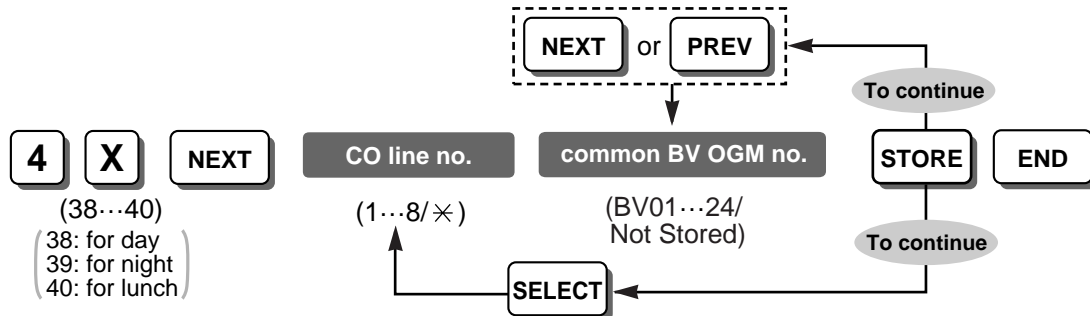 NEXT or PREV
To continue
4 X NEXT CO line no. common BV OGM no. STORE END
(38···40) (1···8/✳) (BV01···24/
Not Stored)
38: for day
39: for night
40: for lunch
To continue
SELECT